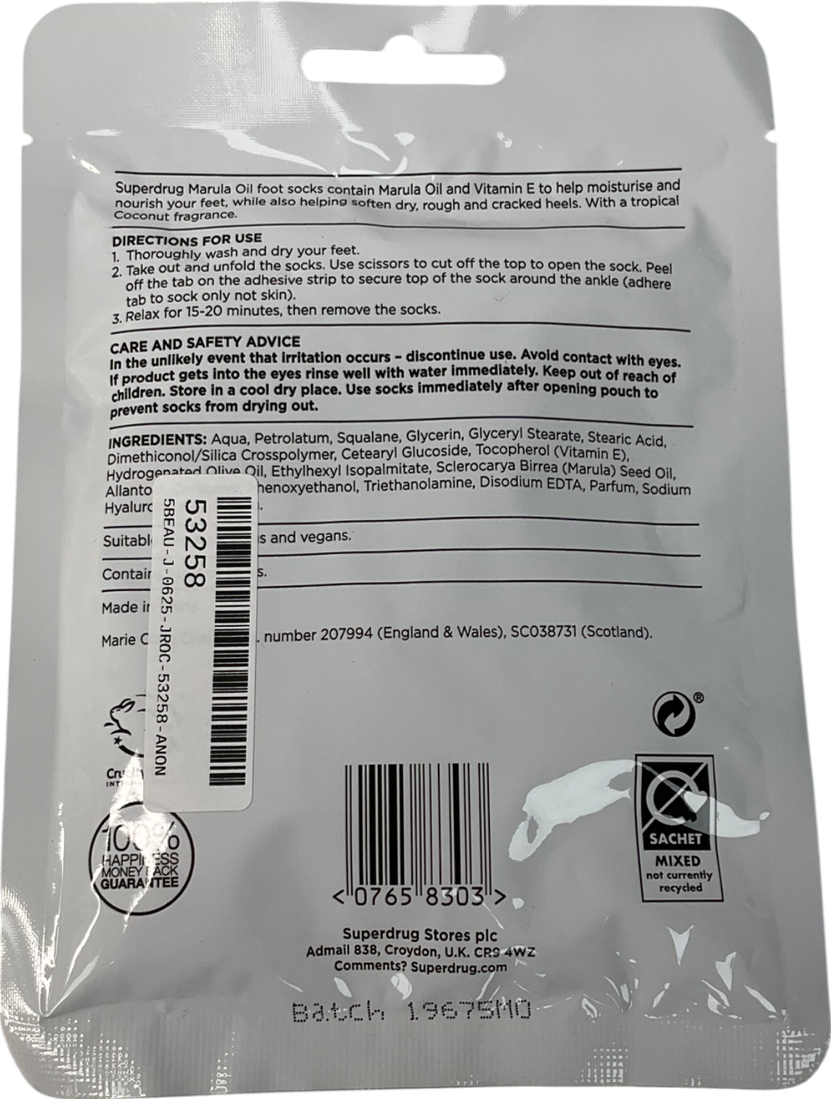 Superdrug Marula Oil foot socks contain Marula Oil and Vitamin E to help moisturise and
nourish your feet, while also helping soften dry, rough and cracked heels. With a tropical
Coconut fragrance.
DIRECTIONS FOR USE
1. Thoroughly wash and dry your feet.
2. Take out and unfold the socks. Use scissors to cut off the top to open the sock. Peel
off the tab on the adhesive strip to secure top of the sock around the ankle (adhere
tab to sock only not skin).
3. Relax for 15-20 minutes, then remove the socks.
CARE AND SAFETY ADVICE
In the unlikely event that irritation occurs – discontinue use. Avoid contact with eyes.
If product gets into the eyes rinse well with water immediately. Keep out of reach of
children. Store in a cool dry place. Use socks immediately after opening pouch to
prevent socks from drying out.
INGREDIENTS: Aqua, Petrolatum, Squalane, Glycerin, Glyceryl Stearate, Stearic Acid,
Dimethiconol/Silica Crosspolymer, Cetearyl Glucoside, Tocopherol (Vitamin E),
Hydrogenated Olive Oil, Ethylhexyl Isopalmitate, Sclerocarya Birrea (Marula) Seed Oil,
Triethanolamine, Disodium EDTA, Parfum, Sodium
and vegans.
Made
Marie number 207994 (England & Wales), SC038731 (Scotland).
53258
5BEAU-J-0625-JROC-53258-ANON
100%
HAPPINESS
MONEY BACK
GUARANTEE
®
SACHET
MIXED
not currently
recycled
<0765 8303>
Superdrug Stores plc
Admail 838, Croydon, U.K. CR9 4WZ
Comments? Superdrug.com
Batch 19675MO